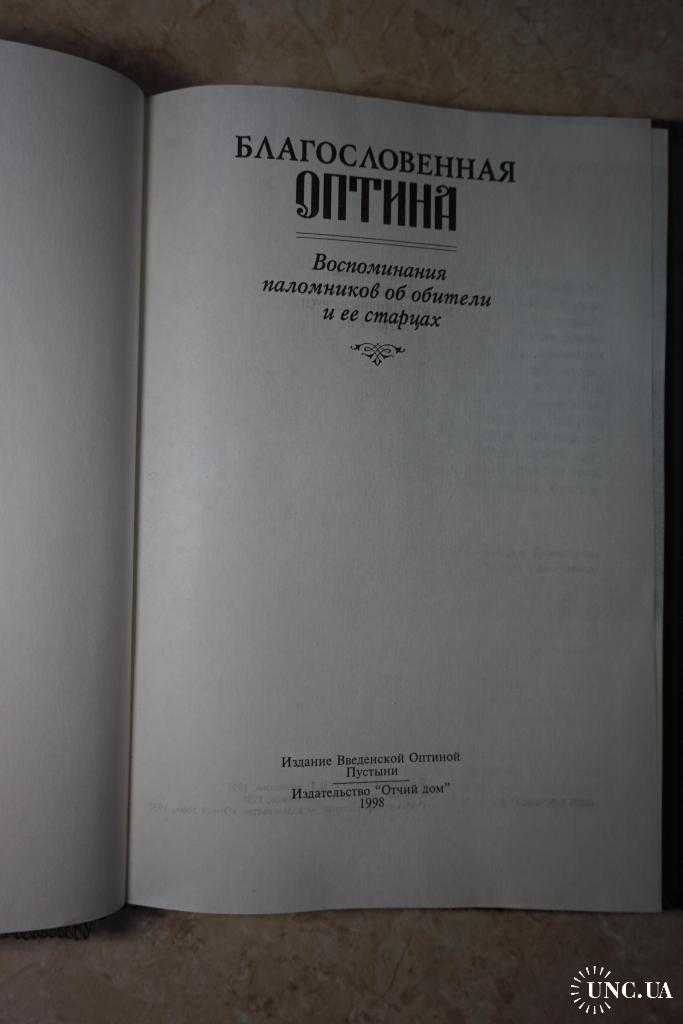 БЛАГОСЛОВЕННАЯ
ОПТИНА
Воспоминания
паломников об обители
и ее старцах
Издание Введенской Оптиной
Пустыни
Издательство "Отчий дом"
1998
UNC.UA